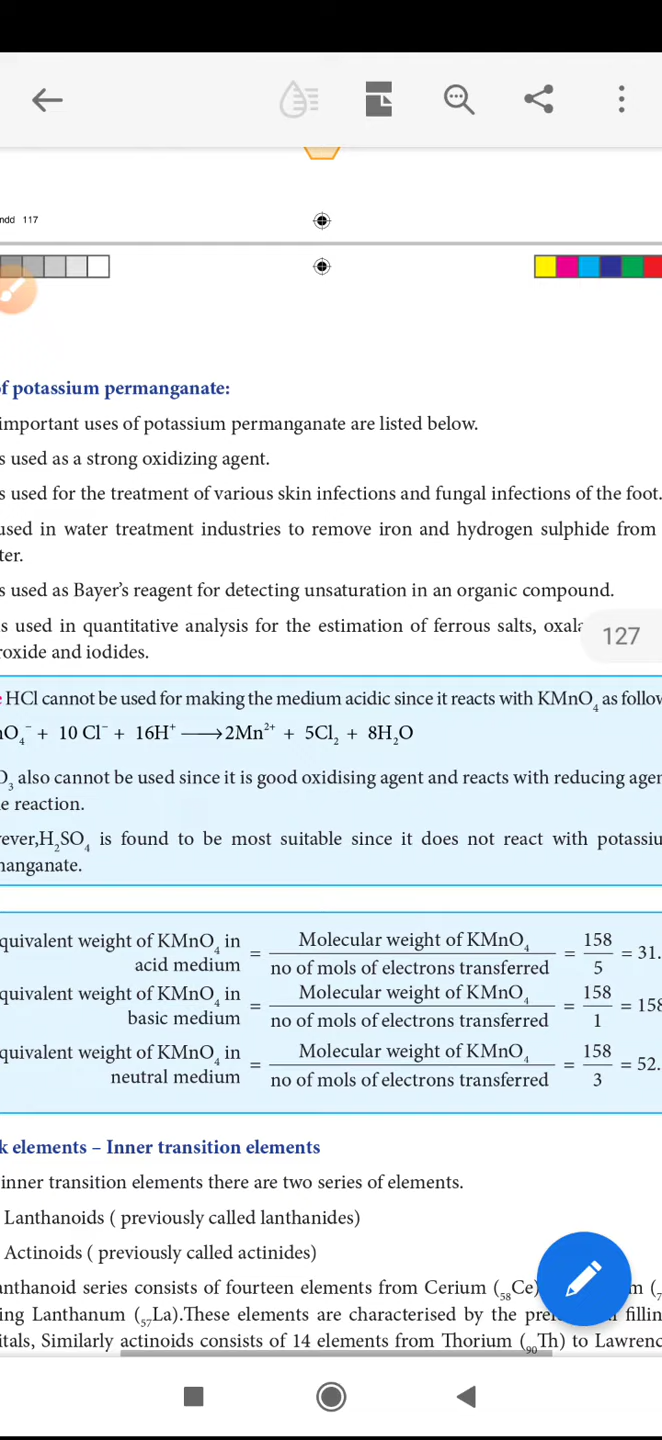 ndd 117
of potassium permanganate:
important uses of potassium permanganate are listed below.
s used as a strong oxidizing agent.
s used for the treatment of various skin infections and fungal infections of the foot.
used in water treatment industries to remove iron and hydrogen sulphide from
ter.
s used as Bayer's reagent for detecting unsaturation in an organic compound.
s used in quantitative analysis for the estimation of ferrous salts, oxala
127
roxide and iodides.
HCl cannot be used for making the medium acidic since it reacts with KMnO₄ as follow
O₄⁻ + 10 Cl⁻ + 16H⁺ ⟶ 2Mn²⁺ + 5Cl₂ + 8H₂O
O₃ also cannot be used since it is good oxidising agent and reacts with reducing agen
e reaction.
ever,H₂SO₄ is found to be most suitable since it does not react with potassiu
manganate.
quivalent weight of KMnO₄ in acid medium = Molecular weight of KMnO₄ / no of mols of electrons transferred = 158 / 5 = 31.
quivalent weight of KMnO₄ in basic medium = Molecular weight of KMnO₄ / no of mols of electrons transferred = 158 / 1 = 158
quivalent weight of KMnO₄ in neutral medium = Molecular weight of KMnO₄ / no of mols of electrons transferred = 158 / 3 = 52.
k elements – Inner transition elements
inner transition elements there are two series of elements.
Lanthanoids ( previously called lanthanides)
Actinoids ( previously called actinides)
anthanoid series consists of fourteen elements from Cerium (₅₈Ce) m (₇
ing Lanthanum (₅₇La).These elements are characterised by the pre fillin
itals, Similarly actinoids consists of 14 elements from Thorium (₉₀Th) to Lawrenc